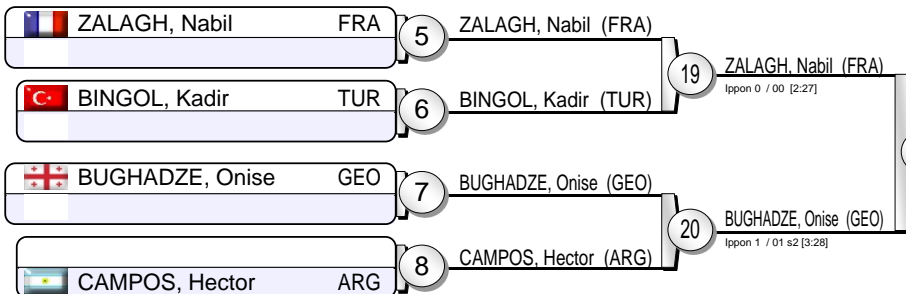 ZALAGH, Nabil FRA
5
ZALAGH, Nabil (FRA)
19
ZALAGH, Nabil (FRA)
Ippon 0 / 00 [2:27]
BINGOL, Kadir TUR
6
BINGOL, Kadir (TUR)
BUGHADZE, Onise GEO
7
BUGHADZE, Onise (GEO)
20
BUGHADZE, Onise (GEO)
Ippon 1 / 01 s2 [3:28]
CAMPOS, Hector ARG
8
CAMPOS, Hector (ARG)